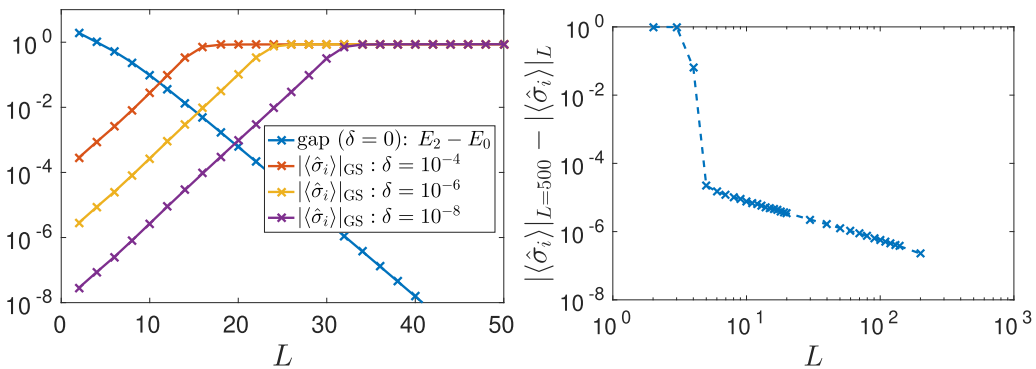 10^0
10^-2
10^-4
10^-6
10^-8
0
10
20
30
40
50
L
gap (δ = 0): E_2 − E_0
|⟨σ̂_i⟩|_GS : δ = 10^-4
|⟨σ̂_i⟩|_GS : δ = 10^-6
|⟨σ̂_i⟩|_GS : δ = 10^-8
|⟨σ̂_i⟩|_{L=500} − |⟨σ̂_i⟩|_L
10^0
10^-2
10^-4
10^-6
10^-8
10^0
10^1
10^2
10^3
L